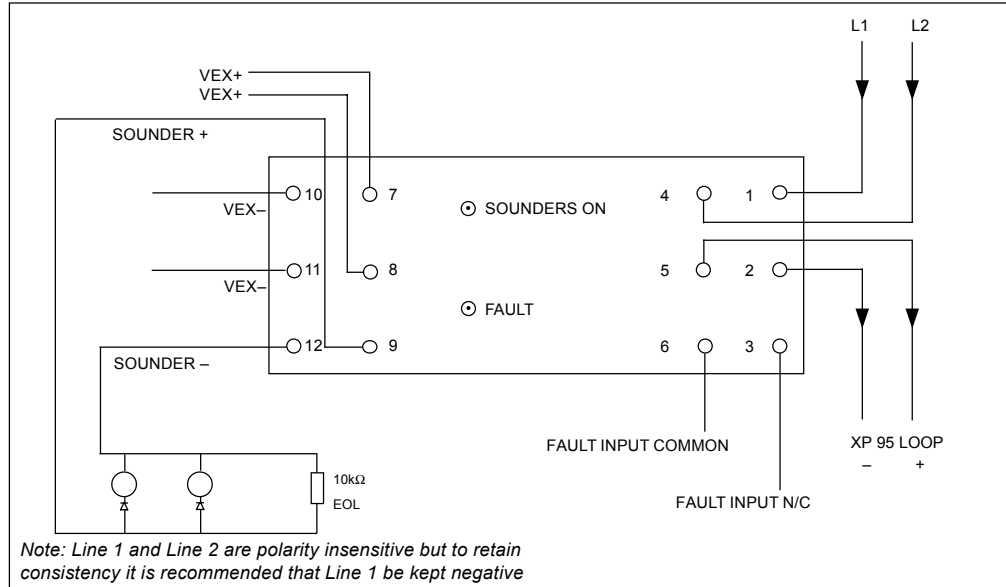 L1 L2
VEX+
VEX+
SOUNDER +
10 7 4 1
VEX–
SOUNDERS ON
11 8 5 2
VEX–
FAULT
12 9 6 3
SOUNDER –
FAULT INPUT COMMON
XP 95 LOOP
– +
10kΩ
EOL
FAULT INPUT N/C
Note: Line 1 and Line 2 are polarity insensitive but to retain
consistency it is recommended that Line 1 be kept negative